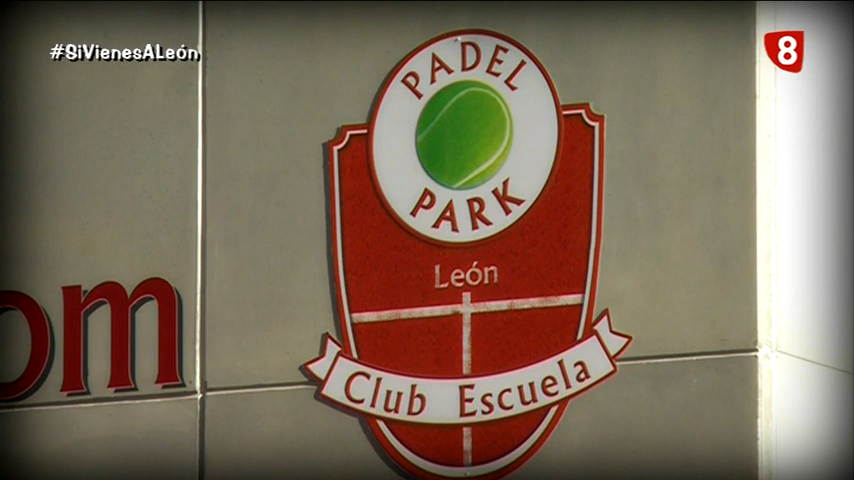 #SiVienesALeón
8
PADEL
PARK
León
om
Club Escuela